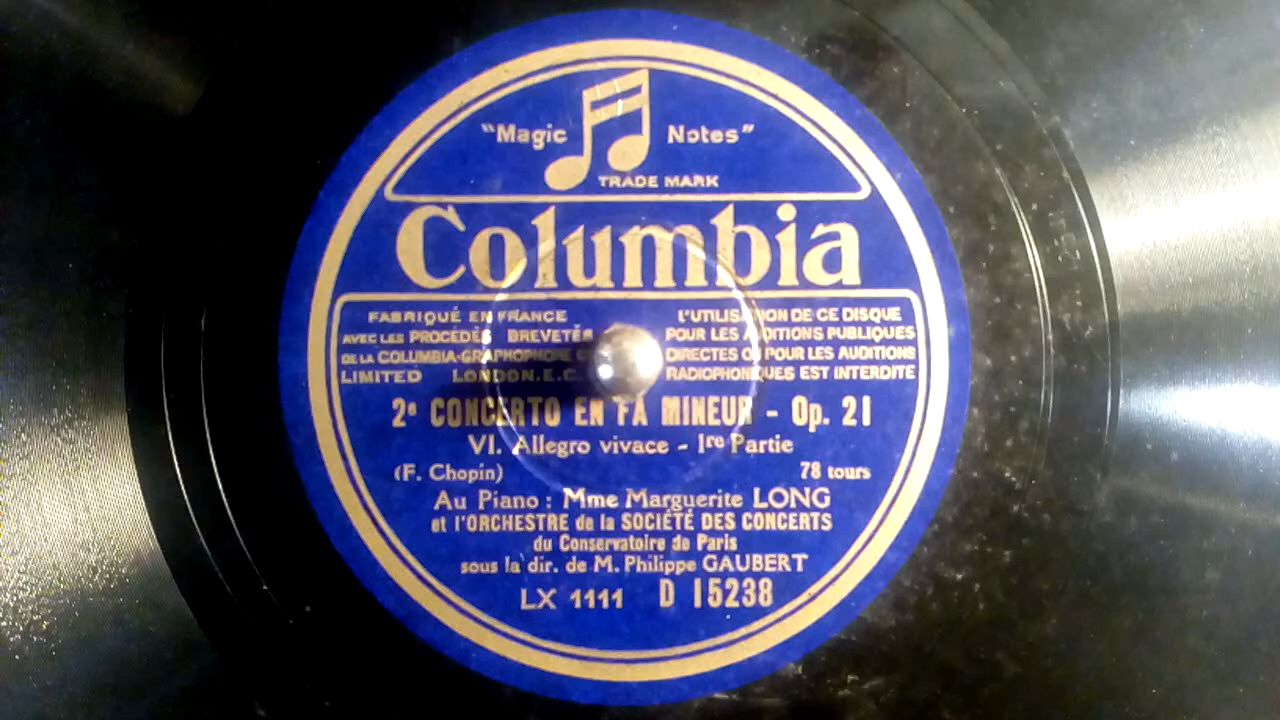 "Magic Notes"
TRADE MARK
Columbia
FABRIQUÉ EN FRANCE
AVEC LES PROCÉDÉS BREVETÉS
DE LA COLUMBIA-GRAPHOPHONE
LIMITED LONDON.E.C.
L'UTILISATION DE CE DISQUE
POUR LES AUDITIONS PUBLIQUES
DIRECTES OU POUR LES AUDITIONS
RADIOPHONIQUES EST INTERDITE
2e CONCERTO EN FA MINEUR - Op. 21
VI. Allegro vivace - 1re Partie
(F. Chopin) 78 tours
Au Piano : Mme Marguerite LONG
et l'ORCHESTRE de la SOCIÉTÉ DES CONCERTS
du Conservatoire de Paris
sous la dir. de M. Philippe GAUBERT
LX 1111 D 15238